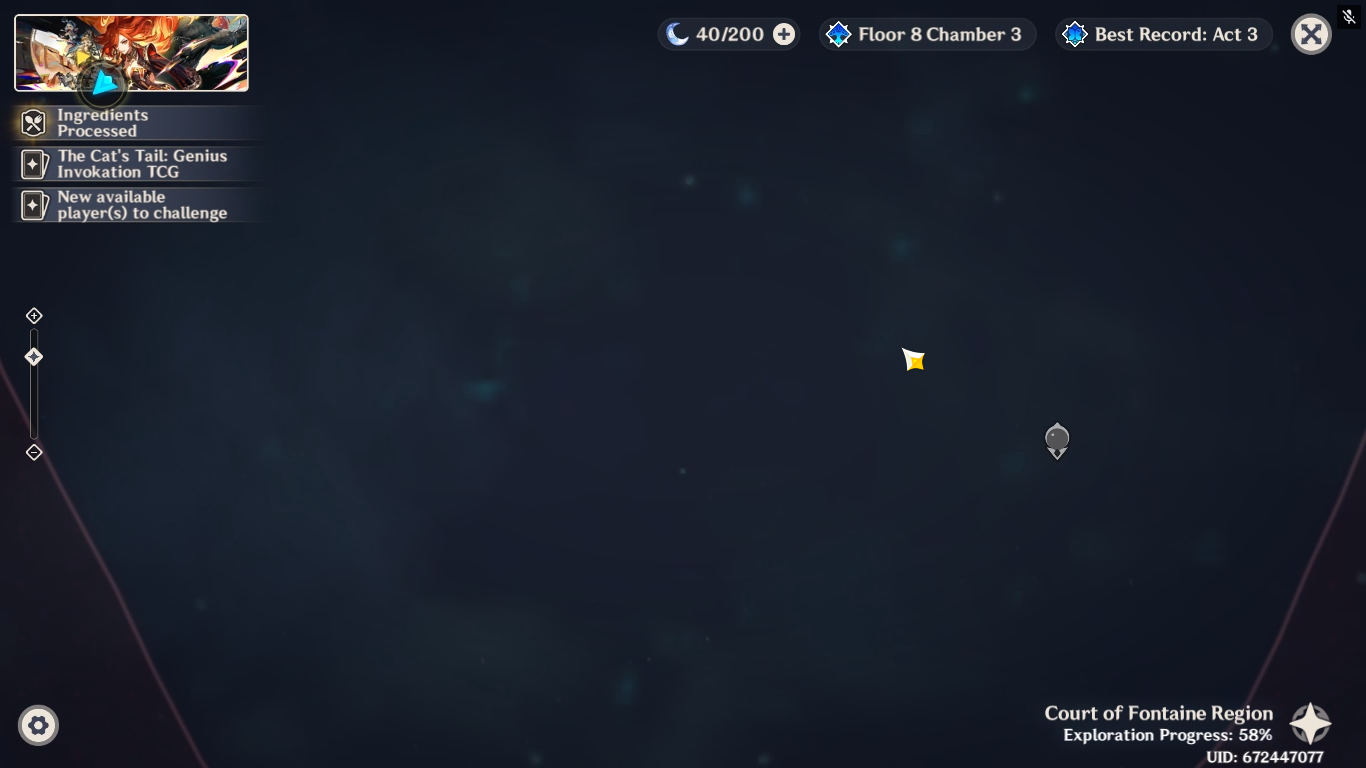 40/200
Floor 8 Chamber 3
Best Record: Act 3
Ingredients
Processed
The Cat's Tail: Genius
Invokation TCG
New available
player(s) to challenge
Court of Fontaine Region
Exploration Progress: 58%
UID: 672447077